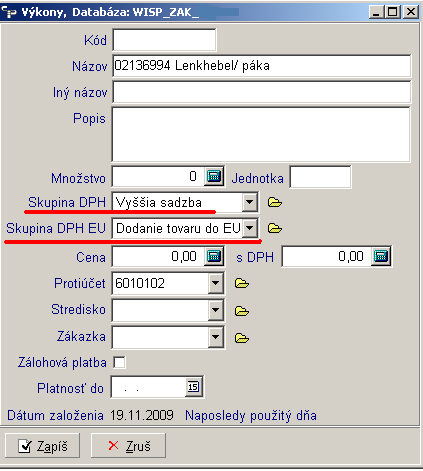 Výkony, Databáza: WISP_ZAK_
Kód
Názov 02136994 Lenkhebel/ páka
Iný názov
Popis
Množstvo 0 Jednotka
Skupina DPH Vyššia sadzba
Skupina DPH EU Dodanie tovaru do EU
Cena 0,00 s DPH 0,00
Protiúčet 6010102
Stredisko
Zákazka
Zálohová platba
Platnosť do . . 15
Dátum založenia 19.11.2009 Naposledy použitý dňa
Zapíš Zruš